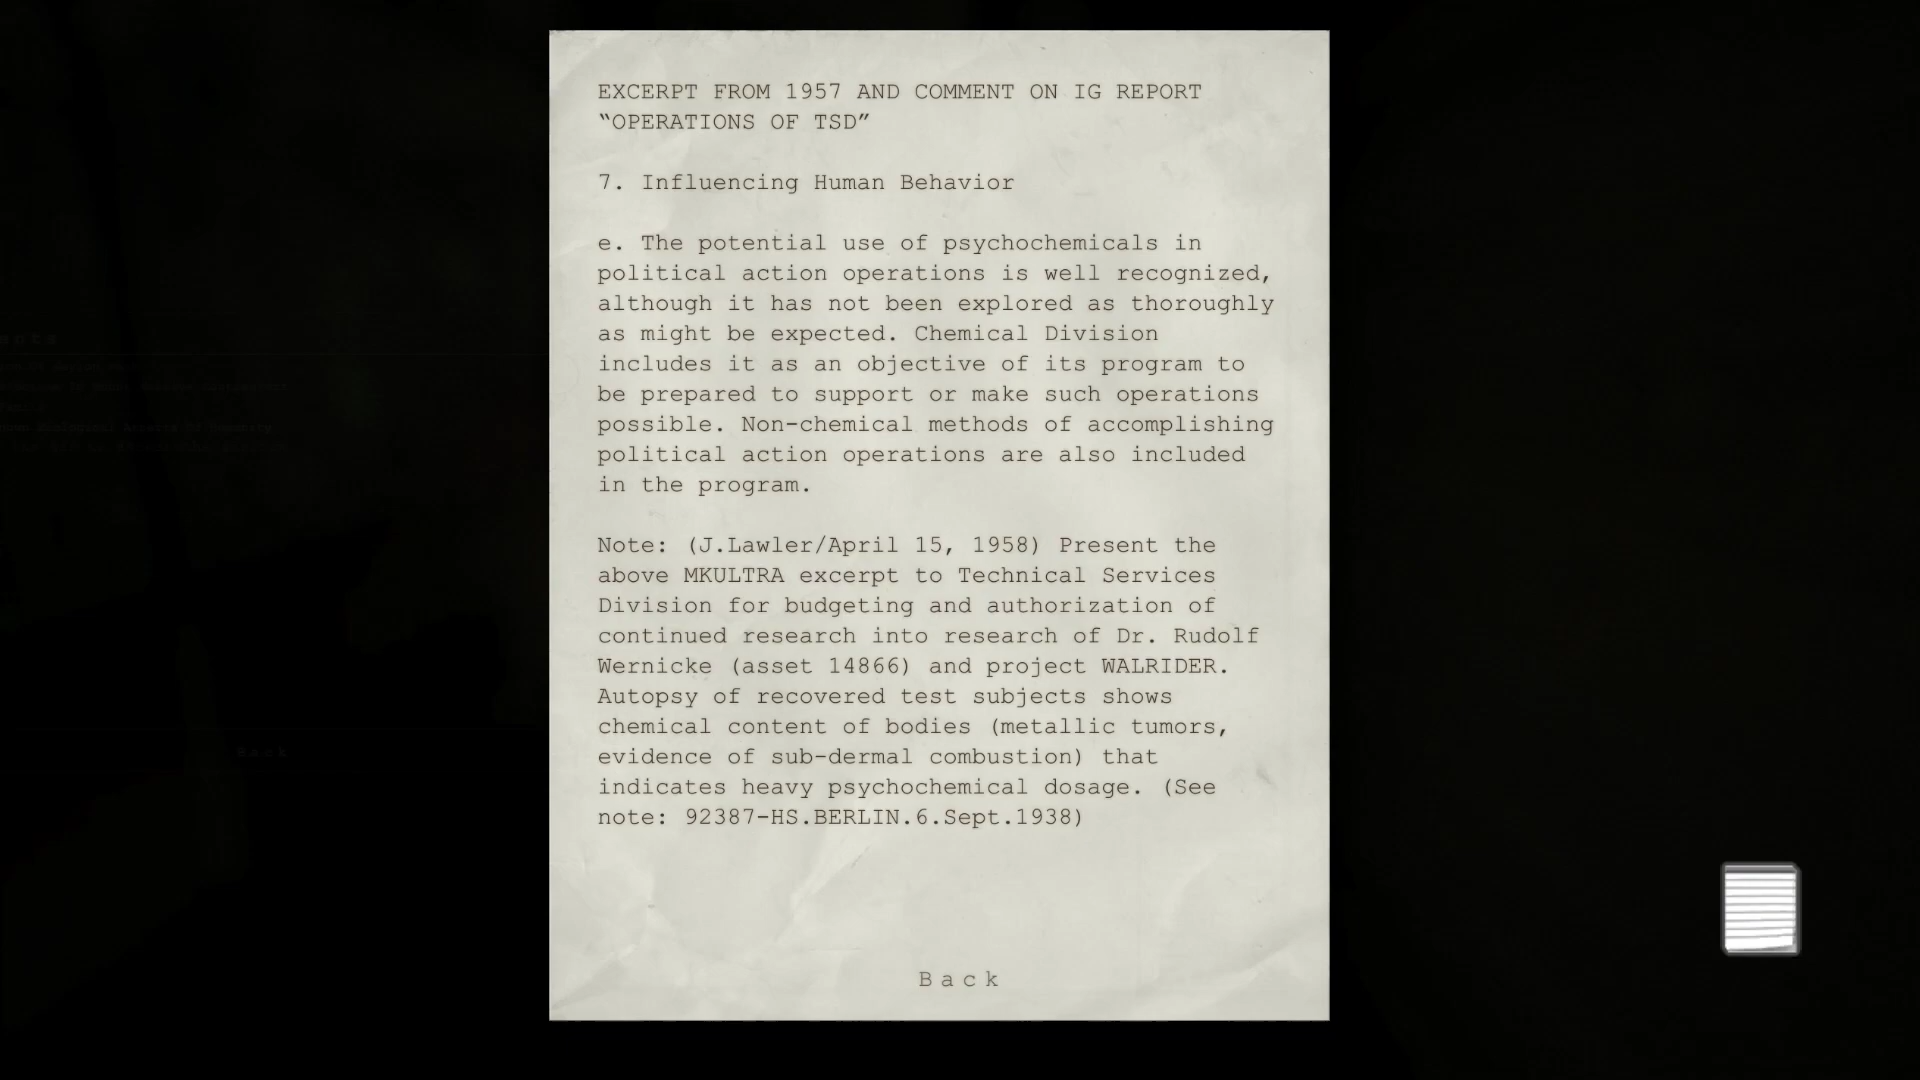 EXCERPT FROM 1957 AND COMMENT ON IG REPORT
“OPERATIONS OF TSD”
7. Influencing Human Behavior
e. The potential use of psychochemicals in
political action operations is well recognized,
although it has not been explored as thoroughly
as might be expected. Chemical Division
includes it as an objective of its program to
be prepared to support or make such operations
possible. Non-chemical methods of accomplishing
political action operations are also included
in the program.
Note: (J.Lawler/April 15, 1958) Present the
above MKULTRA excerpt to Technical Services
Division for budgeting and authorization of
continued research into research of Dr. Rudolf
Wernicke (asset 14866) and project WALRIDER.
Autopsy of recovered test subjects shows
chemical content of bodies (metallic tumors,
evidence of sub-dermal combustion) that
indicates heavy psychochemical dosage. (See
note: 92387-HS.BERLIN.6.Sept.1938)
Back
Back